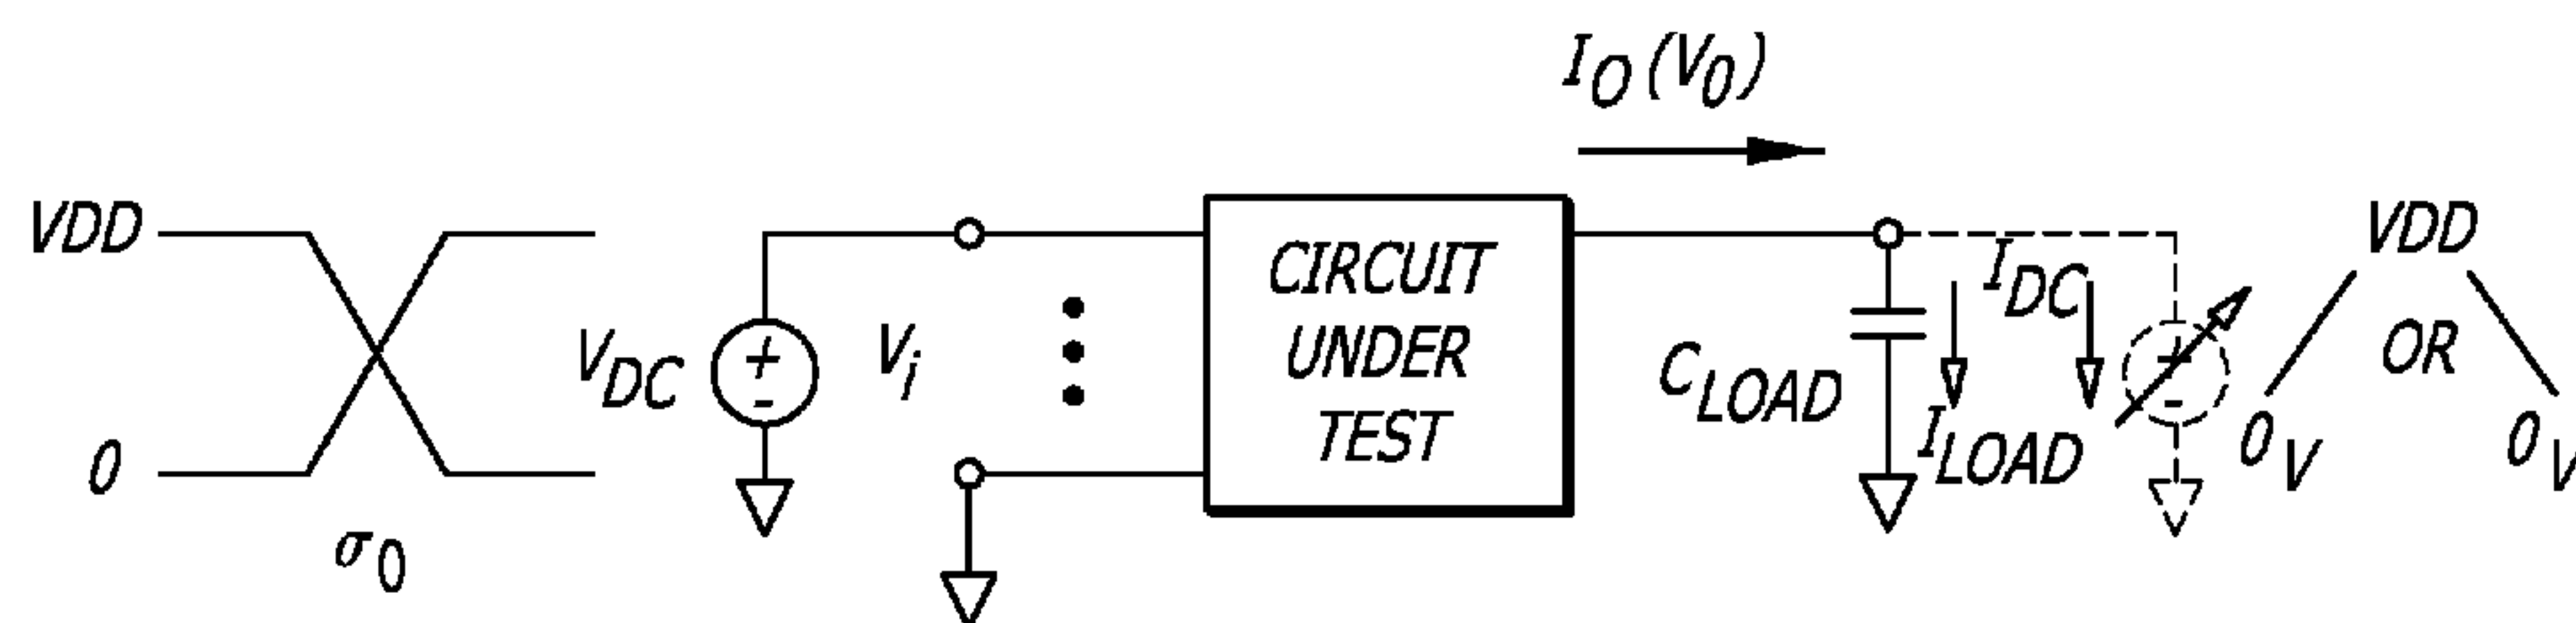 I_O (V_0)
VDD
0
σ_0
V_DC
+
-
V_i
CIRCUIT
UNDER
TEST
C_LOAD
I_LOAD
I_DC
+
-
VDD
OR
0_V
0_V